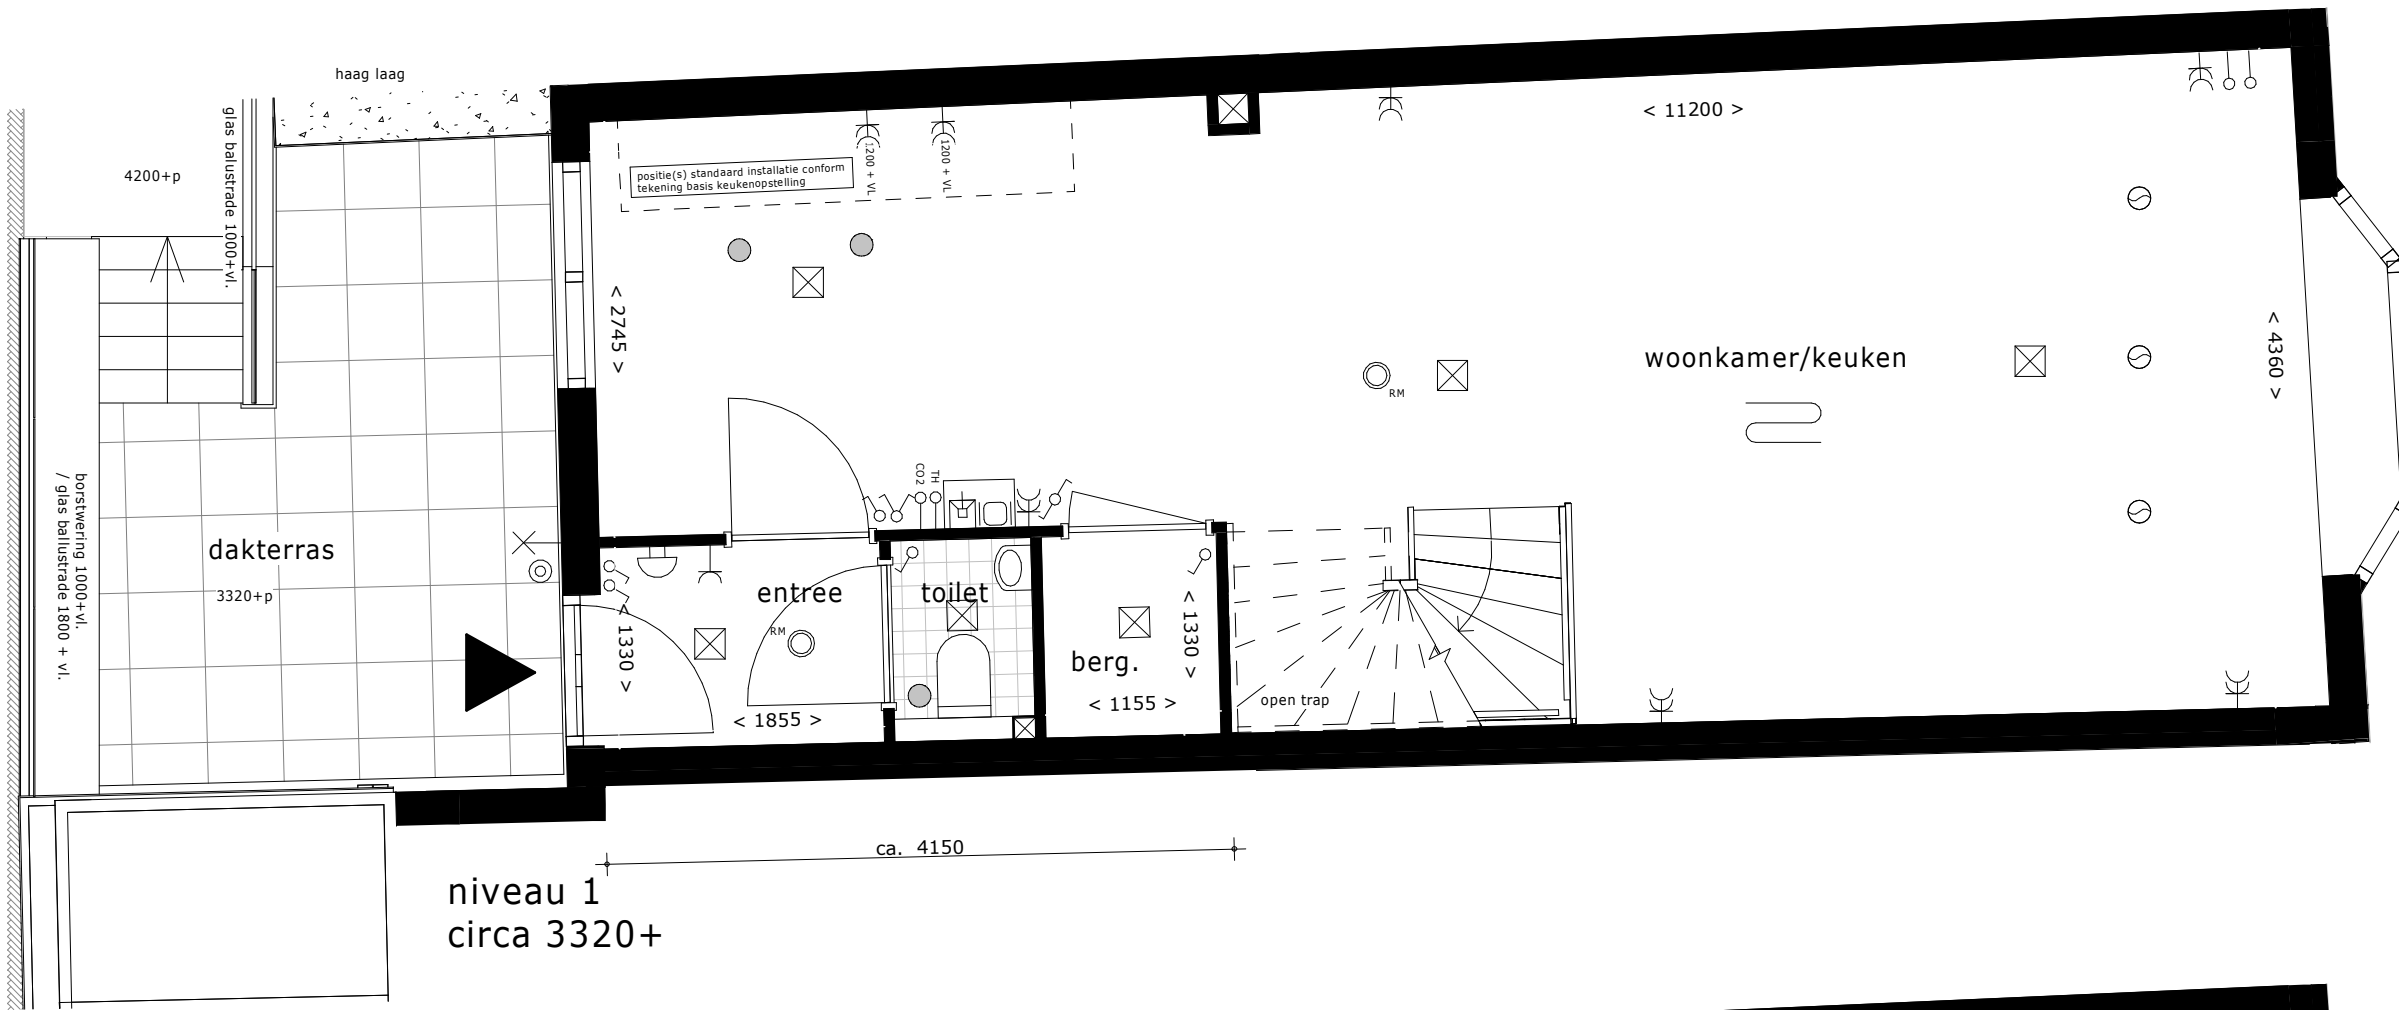 haag laag
glas balustrade 1000+vl.
4200+p
< 11200 >
1200 + VL
1200 + VL
positie(s) standaard installatie conform
tekening basis keukenopstelling
< 2745 >
woonkamer/keuken
RM
< 4360 >
borstwering 1000+vl.
/ glas ballustrade 1800 + vl.
CO2
TH
dakterras
3320+p
entree
toilet
RM
< 1330 >
< 1330 >
berg.
< 1855 >
< 1155 >
open trap
ca. 4150
niveau 1
circa 3320+